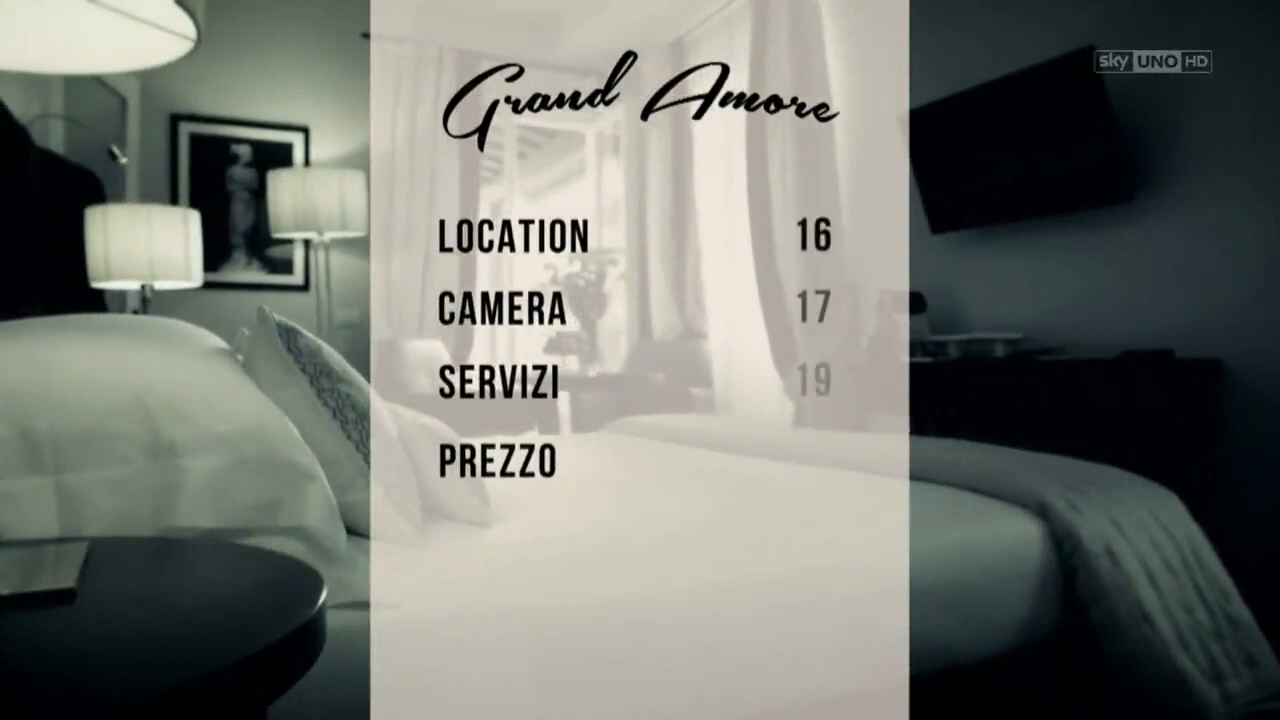 Grand Amore
sky UNO HD
LOCATION 16
CAMERA 17
SERVIZI 19
PREZZO